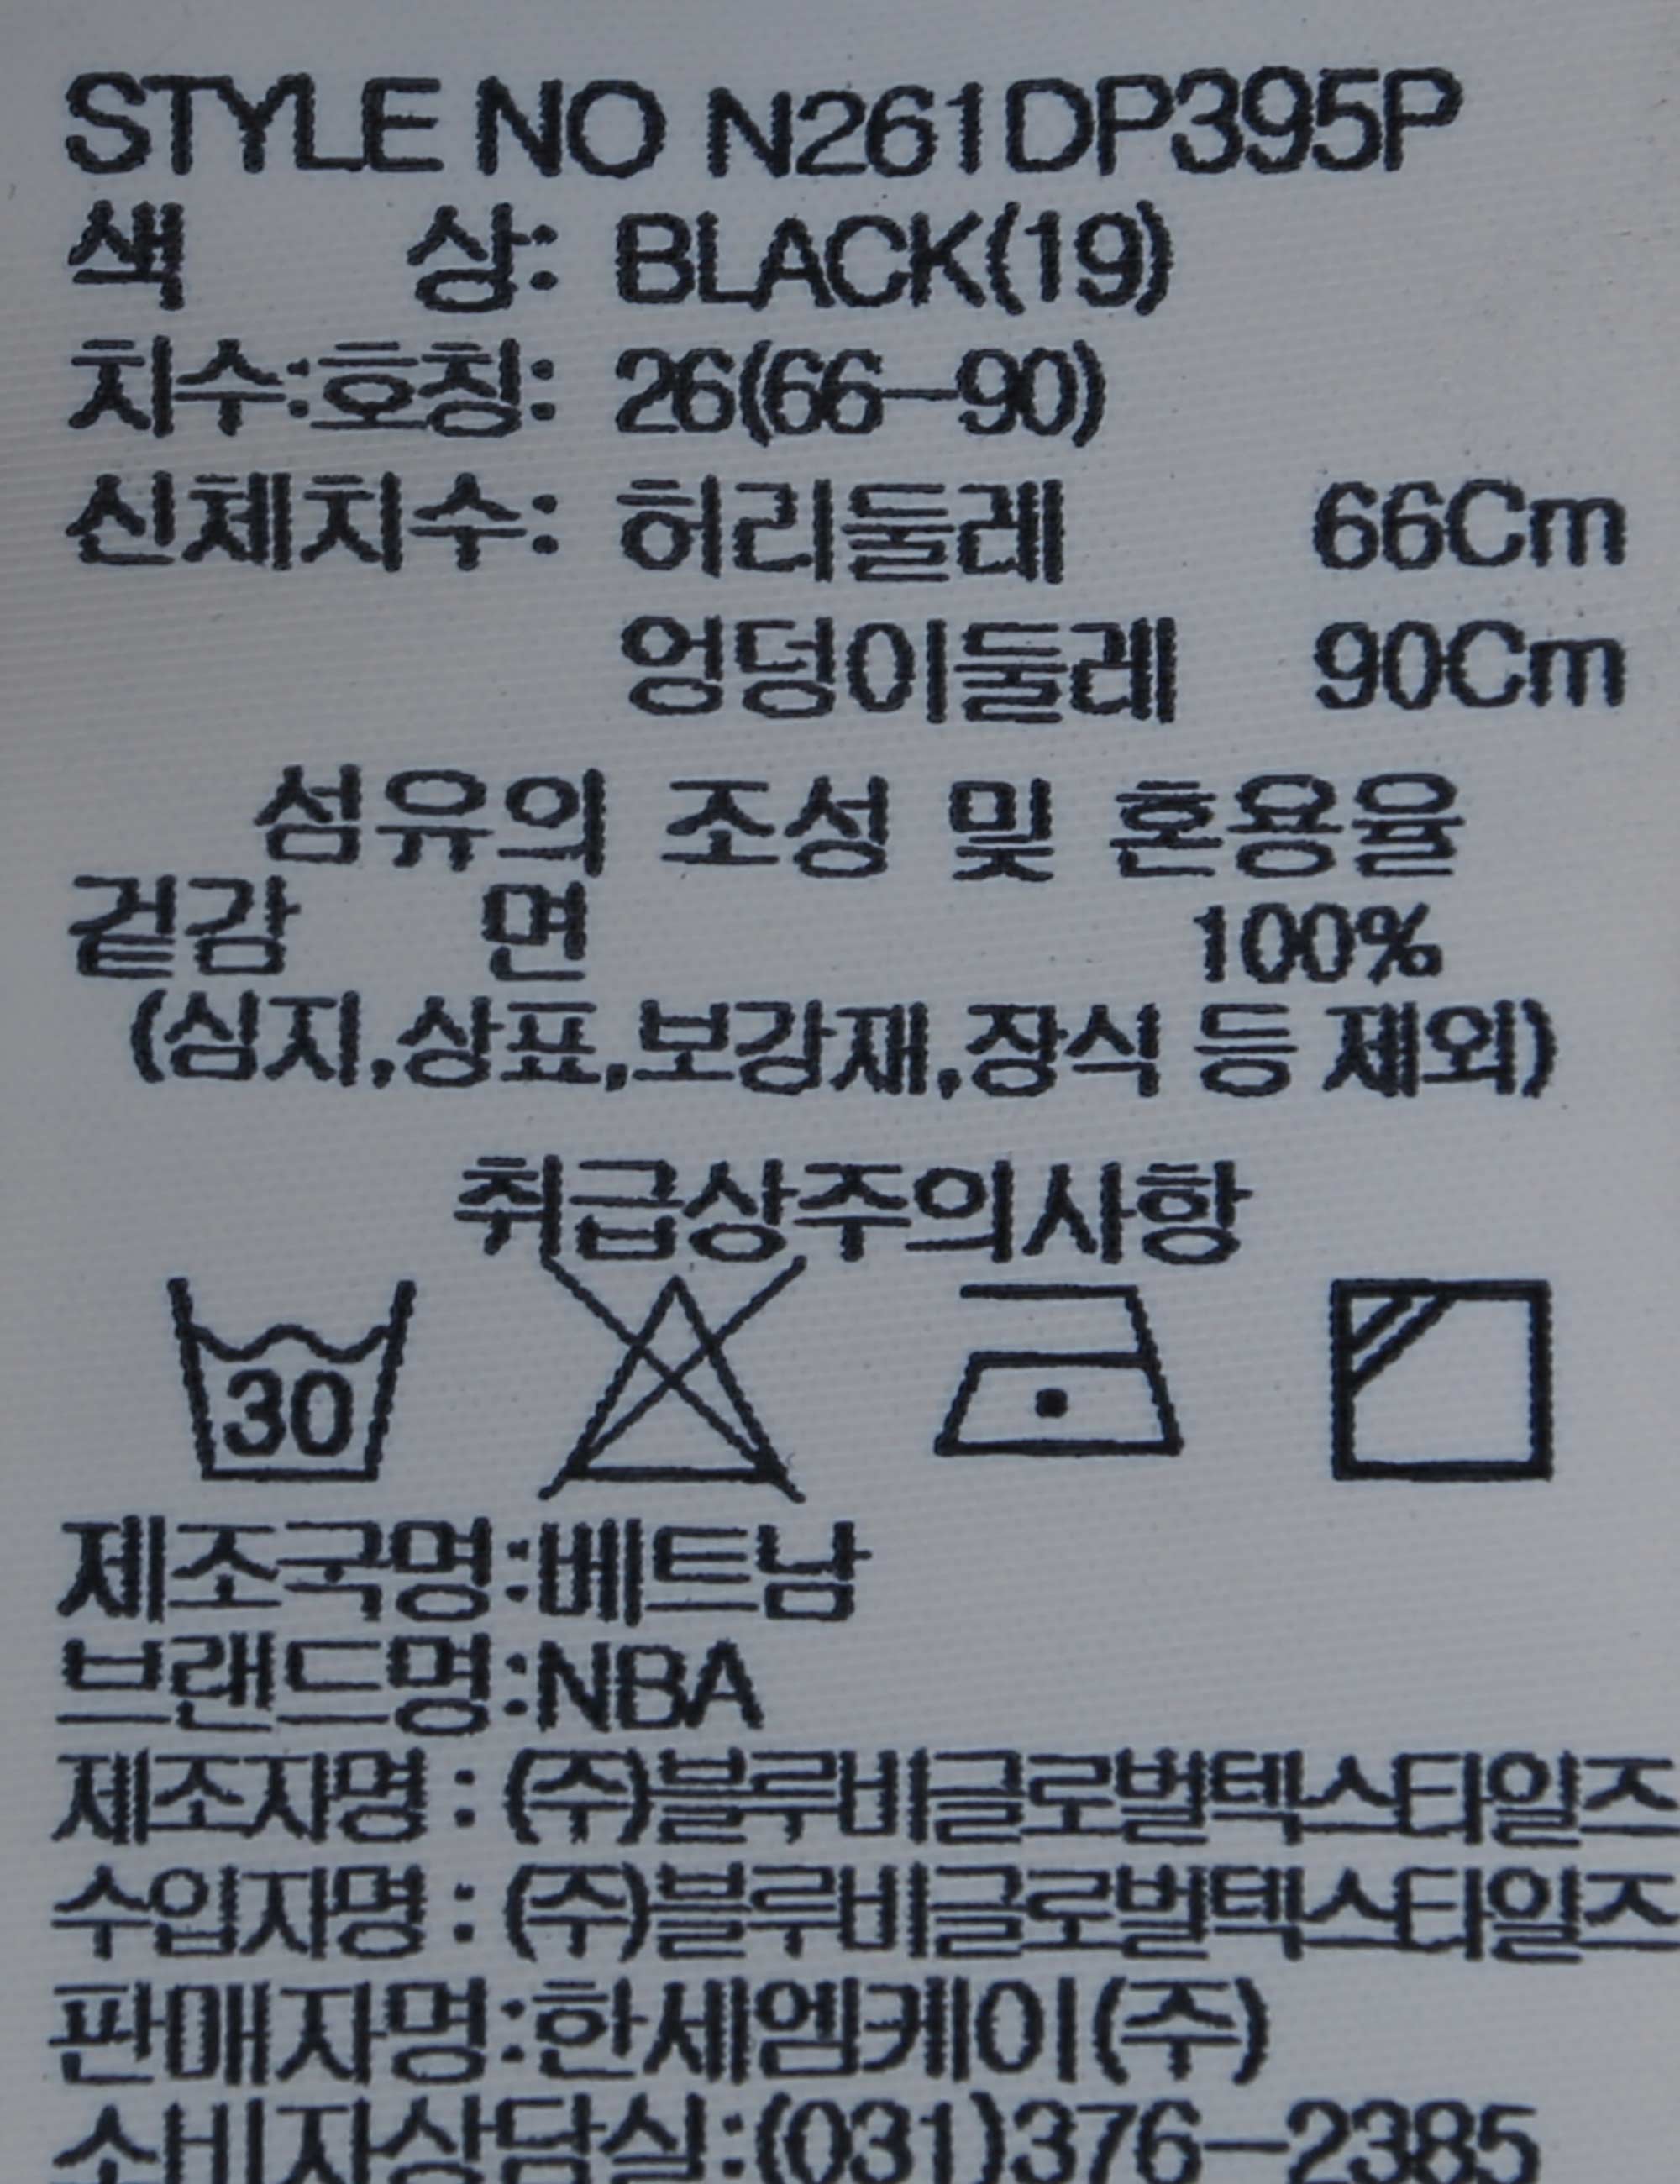 STYLE NO N261DP395P
색 상: BLACK(19)
치수:호칭: 26(66-90)
신체치수: 허리둘레 66Cm
엉덩이둘레 90Cm
섬유의 조성 및 혼용율
겉감 면 100%
(심지,상표,보강재,장식 등 제외)
취급상주의사항
30
제조국명:베트남
브랜드명:NBA
제조자명 : (주)블루비글로벌텍스타일즈
수입자명 : (주)블루비글로벌텍스타일즈
판매자명:한세엠케이(주)
소비자상담실:(031)376-2385